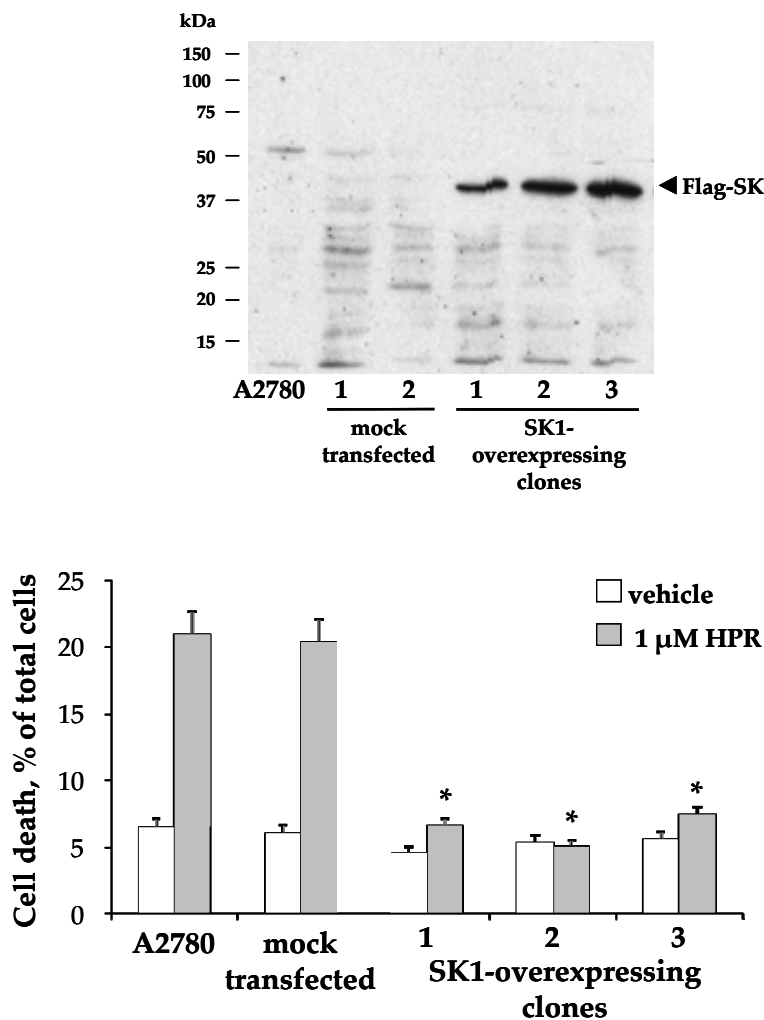 kDa
150
100
75
50
37
25
20
15
Flag-SK
A2780 1 2 1 2 3
mock
transfected
SK1-
overexpressing
clones
Cell death, % of total cells
25
20
15
10
5
0
vehicle
1 µM HPR
* * *
A2780
mock
transfected
1 2 3
SK1-overexpressing
clones